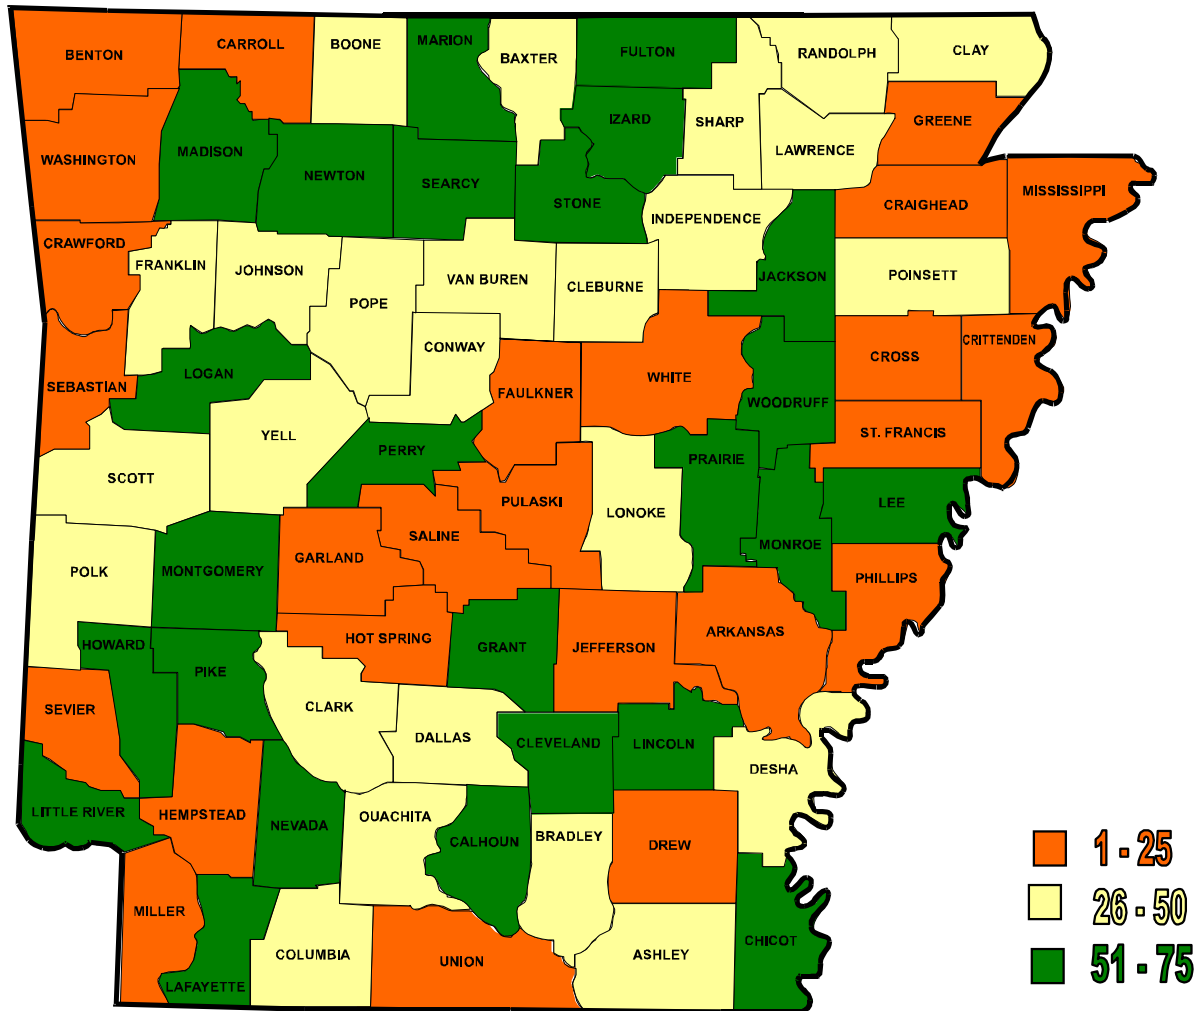 BENTON
CARROLL
BOONE
MARION
BAXTER
FULTON
RANDOLPH
CLAY
IZARD
SHARP
GREENE
LAWRENCE
WASHINGTON
MADISON
NEWTON
SEARCY
STONE
INDEPENDENCE
CRAIGHEAD
MISSISSIPPI
CRAWFORD
FRANKLIN
JOHNSON
POPE
VAN BUREN
CLEBURNE
JACKSON
POINSETT
CONWAY
CROSS
CRITTENDEN
SEBASTIAN
LOGAN
FAULKNER
WHITE
WOODRUFF
YELL
PERRY
ST. FRANCIS
PRAIRIE
SCOTT
PULASKI
LONOKE
LEE
SALINE
MONROE
GARLAND
POLK
MONTGOMERY
PHILLIPS
HOWARD
HOT SPRING
GRANT
JEFFERSON
ARKANSAS
PIKE
SEVIER
CLARK
DALLAS
CLEVELAND
LINCOLN
DESHA
LITTLE RIVER
HEMPSTEAD
NEVADA
OUACHITA
CALHOUN
BRADLEY
DREW
MILLER
COLUMBIA
UNION
ASHLEY
CHICOT
LAFAYETTE
1 - 25
26 - 50
51 - 75